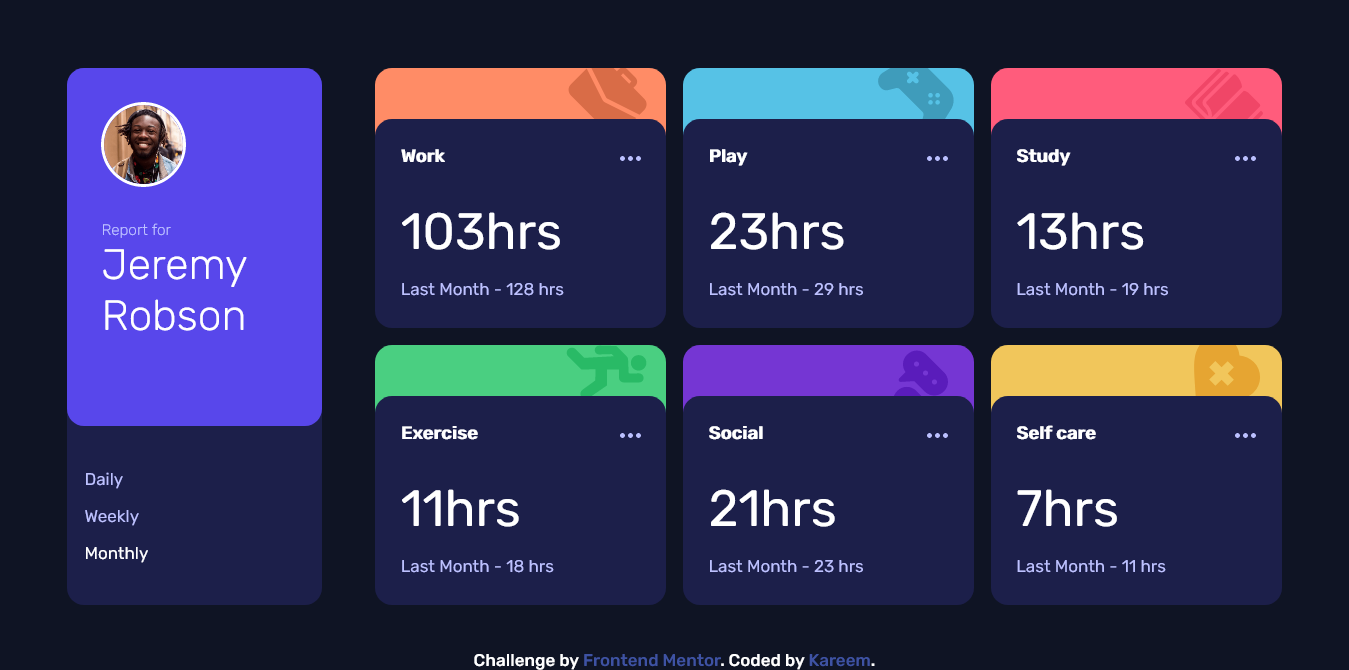 Report for
Jeremy
Robson
Daily
Weekly
Monthly
Work
103hrs
Last Month - 128 hrs
Play
23hrs
Last Month - 29 hrs
Study
13hrs
Last Month - 19 hrs
Exercise
11hrs
Last Month - 18 hrs
Social
21hrs
Last Month - 23 hrs
Self care
7hrs
Last Month - 11 hrs
Challenge by Frontend Mentor. Coded by Kareem.